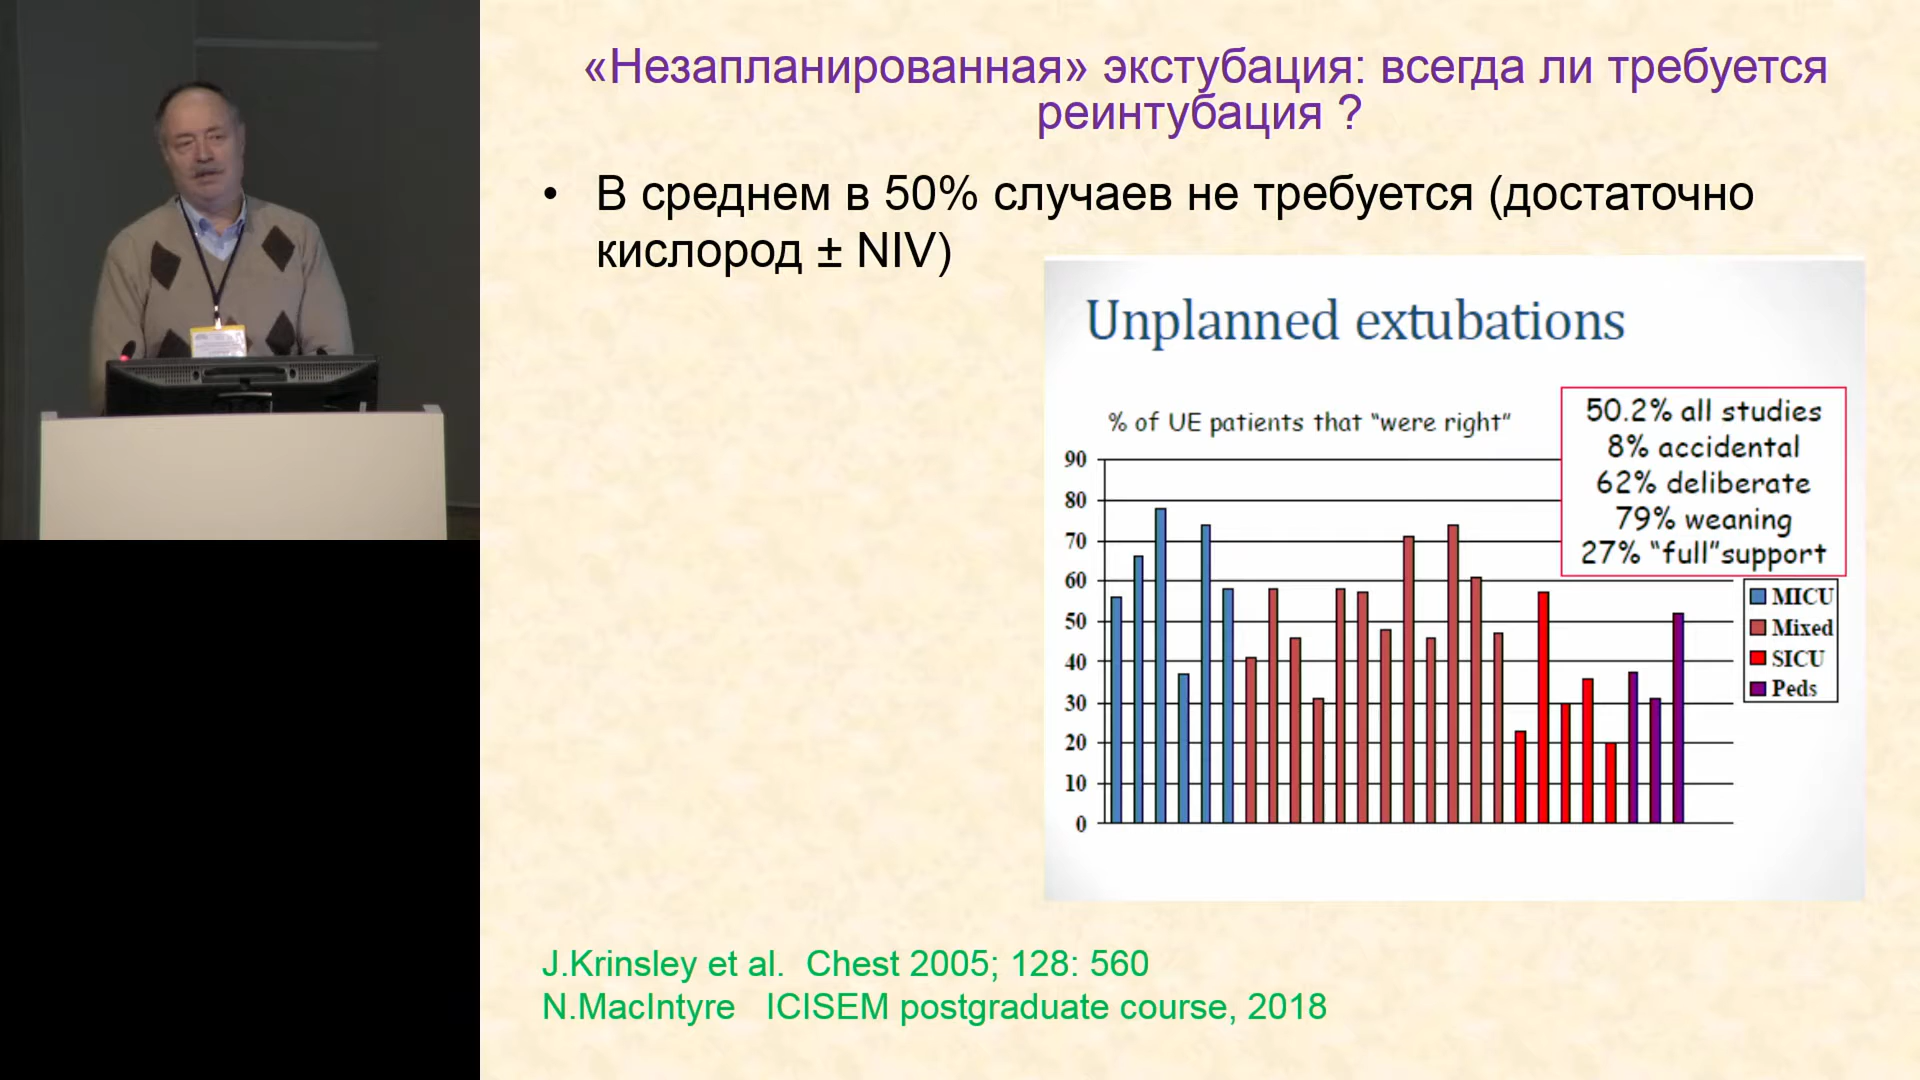 «Незапланированная» экстубация: всегда ли требуется
реинтубация ?
• В среднем в 50% случаев не требуется (достаточно
кислород ± NIV)
Unplanned extubations
% of UE patients that “were right”
50.2% all studies
8% accidental
62% deliberate
79% weaning
27% “full”support
90
80
70
60
50
40
30
20
10
0
MICU
Mixed
SICU
Peds
J.Krinsley et al. Chest 2005; 128: 560
N.MacIntyre ICISEM postgraduate course, 2018